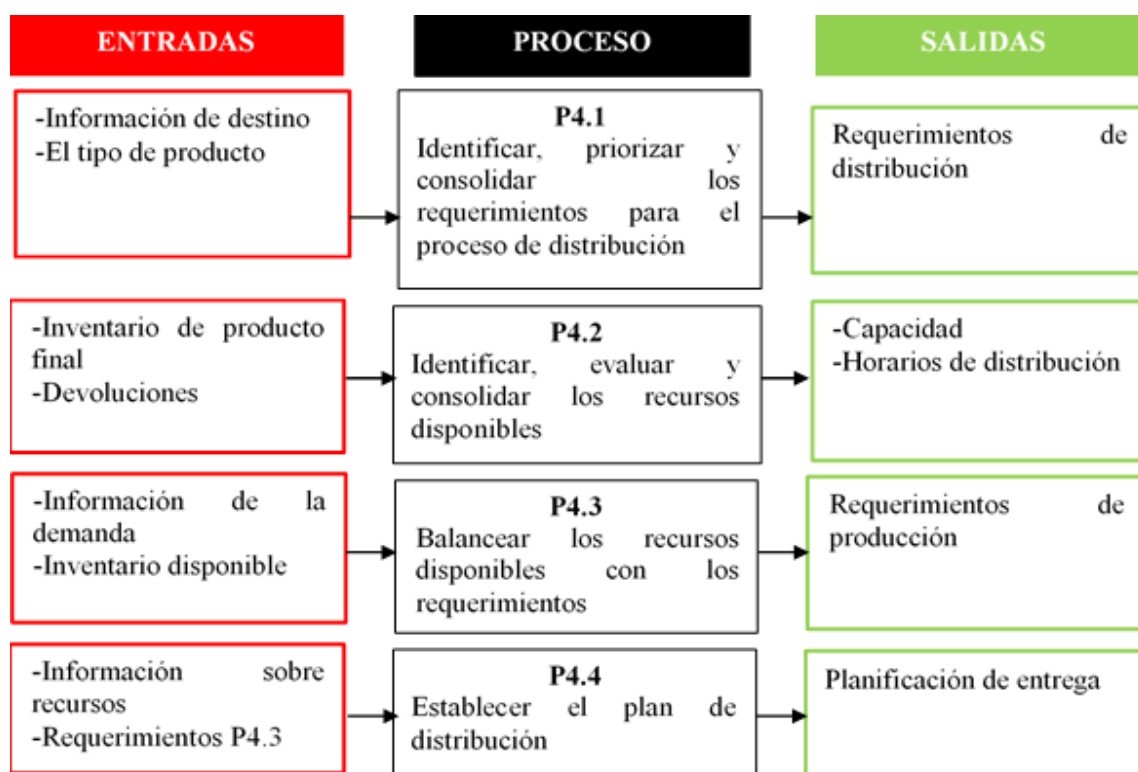 ENTRADAS
PROCESO
SALIDAS
-Información de destino
-El tipo de producto
P4.1
Identificar, priorizar y
consolidar los
requerimientos para el
proceso de distribución
Requerimientos de
distribución
-Inventario de producto
final
-Devoluciones
P4.2
Identificar, evaluar y
consolidar los recursos
disponibles
-Capacidad
-Horarios de distribución
-Información de la
demanda
-Inventario disponible
P4.3
Balancear los recursos
disponibles con los
requerimientos
Requerimientos de
producción
-Información sobre
recursos
-Requerimientos P4.3
P4.4
Establecer el plan de
distribución
Planificación de entrega